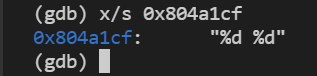 (gdb) x/s 0x804a1cf
0x804a1cf:      "%d %d"
(gdb)